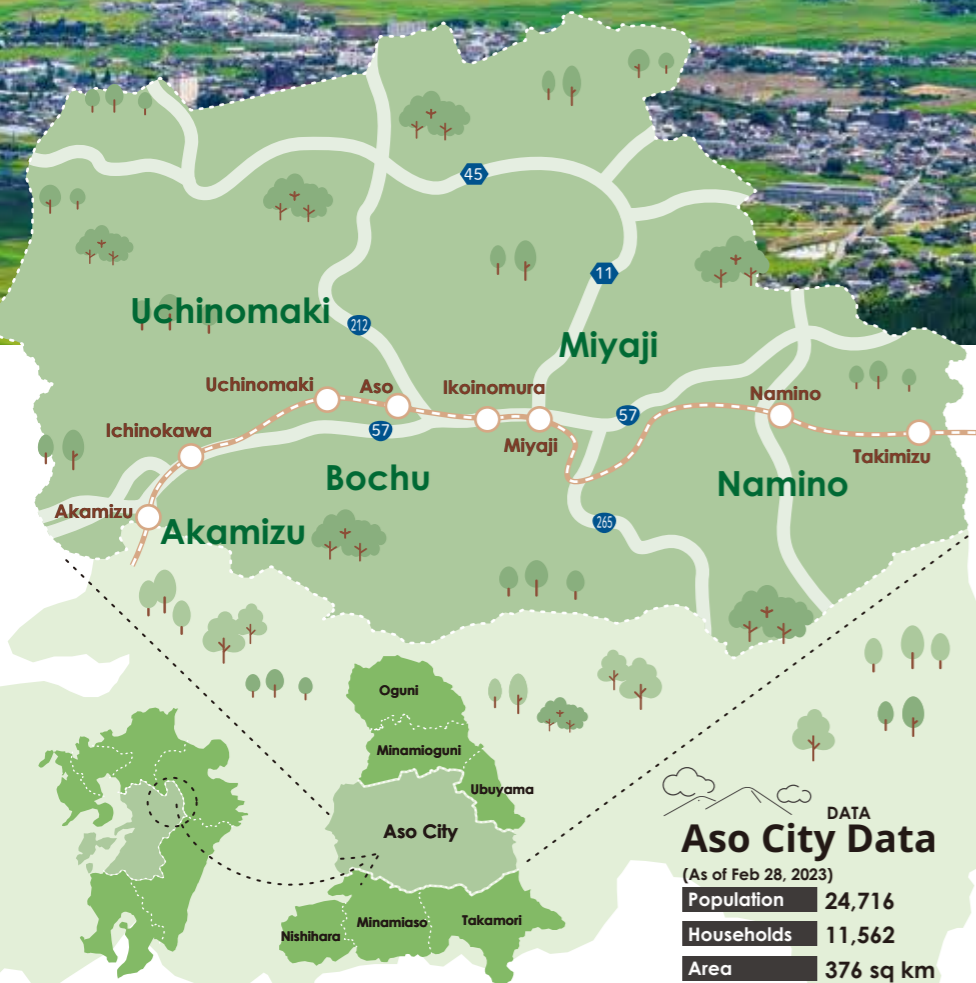 45
11
Uchinomaki
212
Miyaji
Uchinomaki
Aso
Ikoinomura
Namino
Ichinokawa
57
57
Miyaji
Takimizu
Bochu
Namino
Akamizu
Akamizu
265
Oguni
Minamioguni
Ubuyama
Aso City
Nishihara
Minamiaso
Takamori
DATA
Aso City Data
(As of Feb 28, 2023)
Population 24,716
Households 11,562
Area 376 sq km